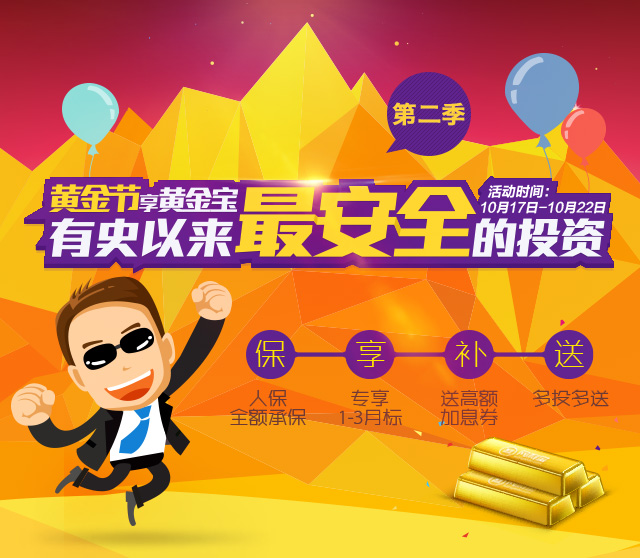 第二季
黄金节享黄金宝
活动时间：
10月17日-10月22日
有史以来最安全的投资
保 享 补 送
人保
全额承保
专享
1-3月标
送高额
加息券
多投多送